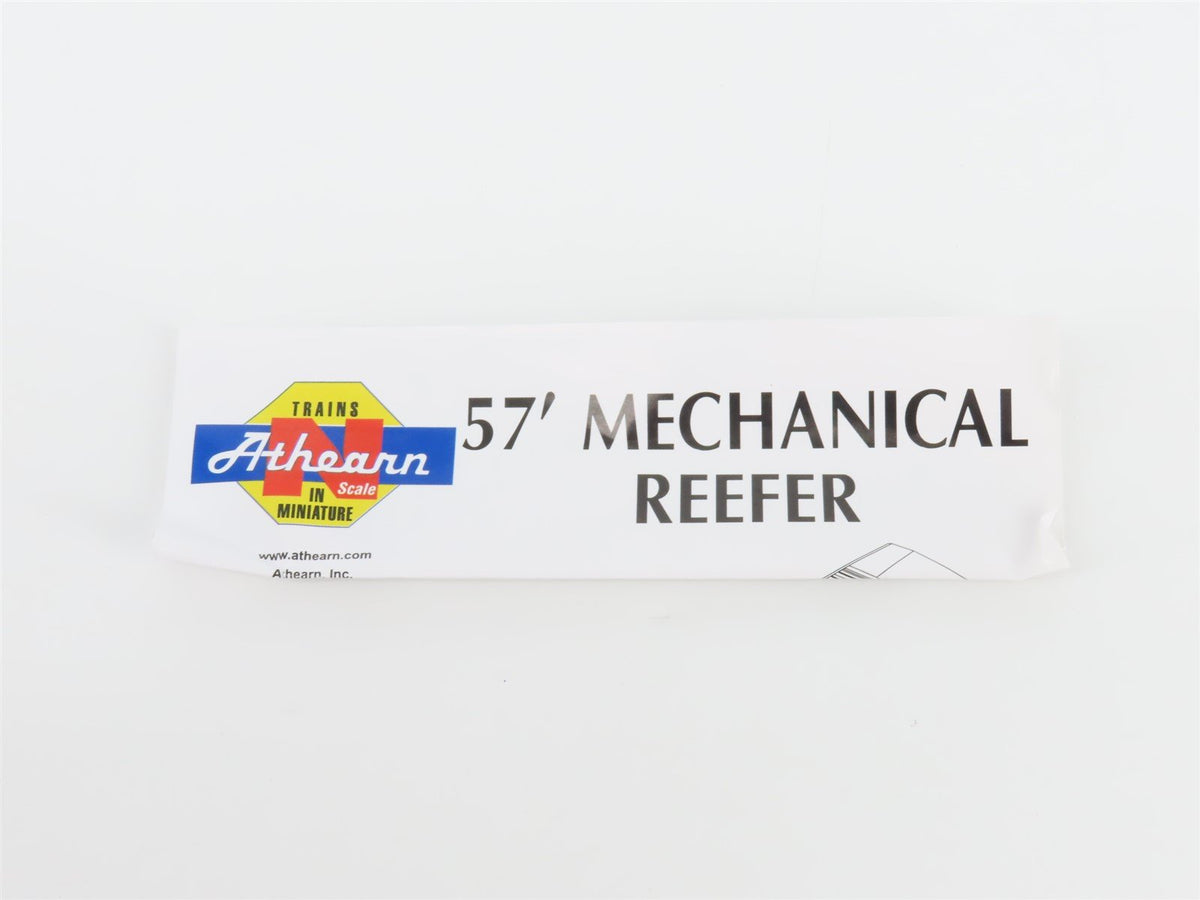 TRAINS
Athearn
N
Scale
IN
MINIATURE
www.athearn.com
Athearn, Inc.
57′ MECHANICAL
REEFER